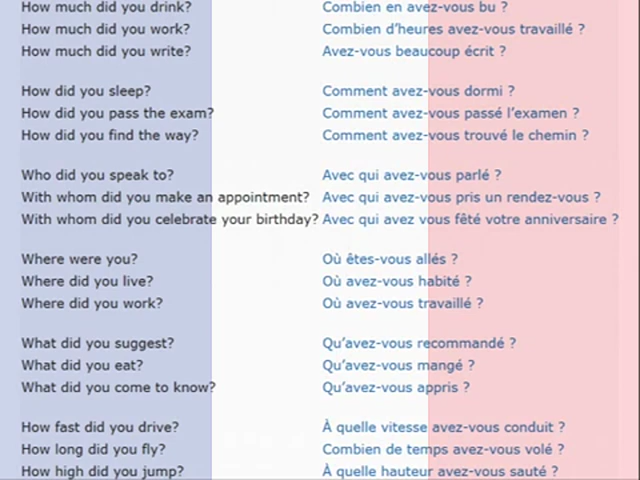 How much did you drink? Combien en avez-vous bu ?
How much did you work? Combien d’heures avez-vous travaillé ?
How much did you write? Avez-vous beaucoup écrit ?
How did you sleep? Comment avez-vous dormi ?
How did you pass the exam? Comment avez-vous passé l’examen ?
How did you find the way? Comment avez-vous trouvé le chemin ?
Who did you speak to? Avec qui avez-vous parlé ?
With whom did you make an appointment? Avec qui avez-vous pris un rendez-vous ?
With whom did you celebrate your birthday? Avec qui avez vous fêté votre anniversaire ?
Where were you? Où êtes-vous allés ?
Where did you live? Où avez-vous habité ?
Where did you work? Où avez-vous travaillé ?
What did you suggest? Qu’avez-vous recommandé ?
What did you eat? Qu’avez-vous mangé ?
What did you come to know? Qu’avez-vous appris ?
How fast did you drive? À quelle vitesse avez-vous conduit ?
How long did you fly? Combien de temps avez-vous volé ?
How high did you jump? À quelle hauteur avez-vous sauté ?